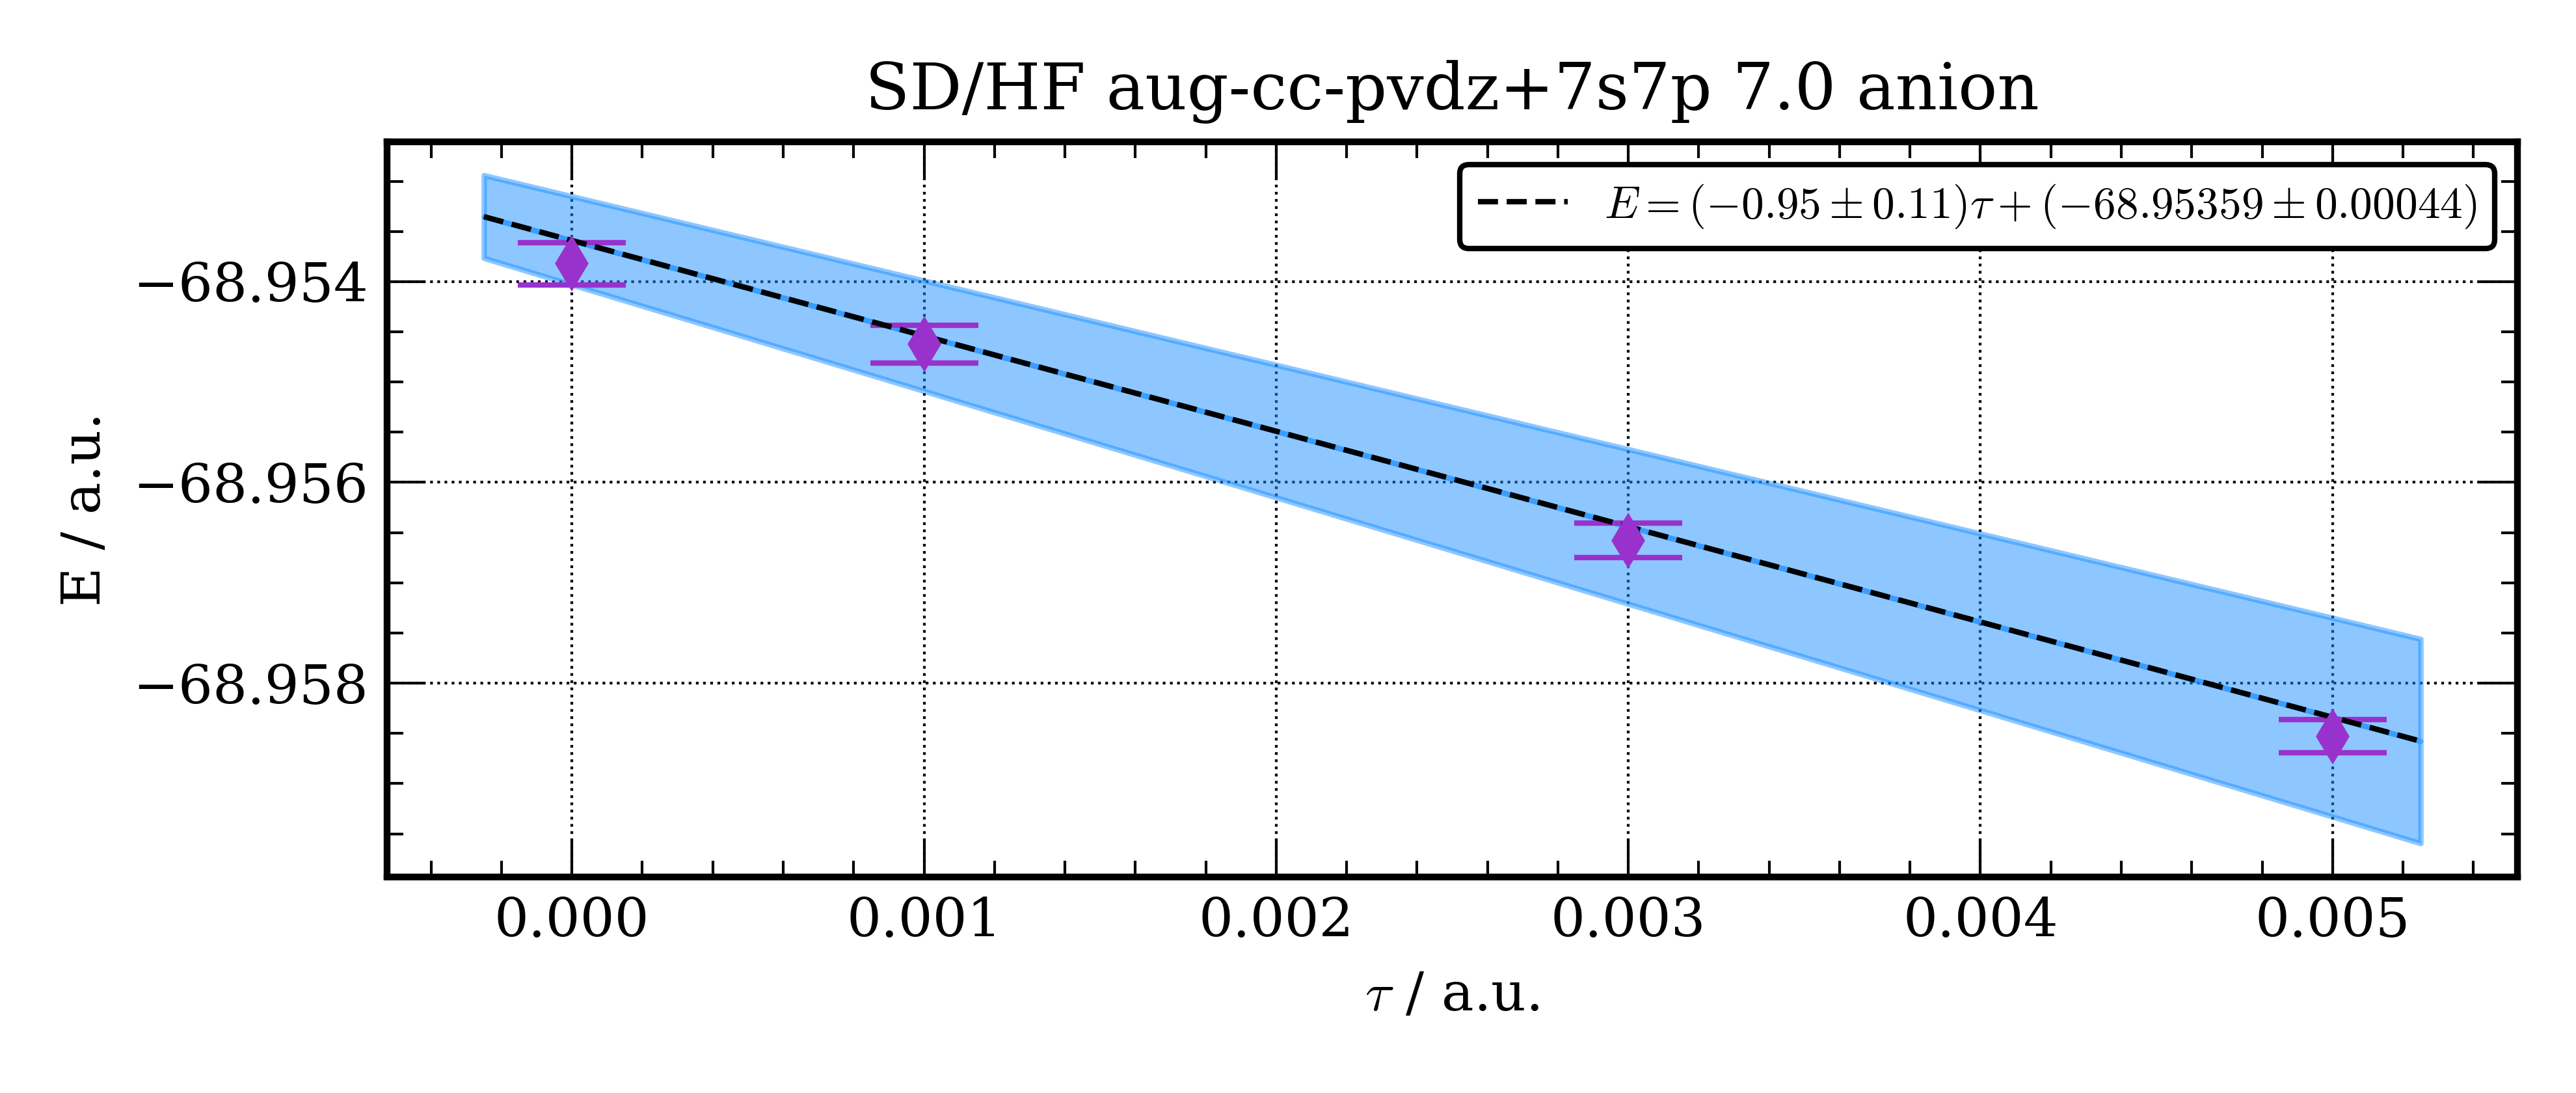 SD/HF aug-cc-pvdz+7s7p 7.0 anion
E = (−0.95 ± 0.11)τ + (−68.95359 ± 0.00044)
−68.954
−68.956
−68.958
E / a.u.
0.000 0.001 0.002 0.003 0.004 0.005
τ / a.u.